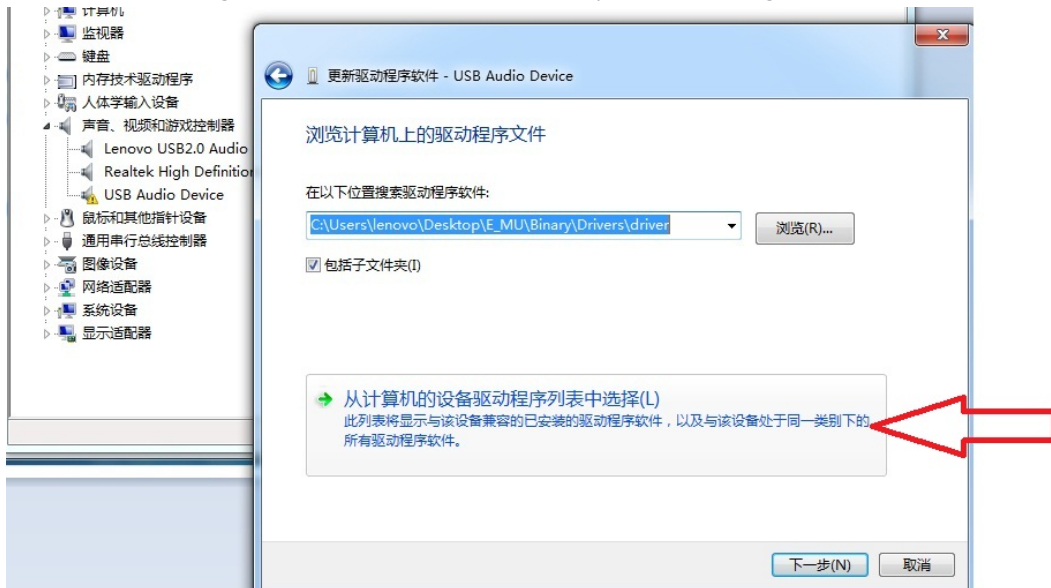 计算机
监视器
键盘
内存技术驱动程序
人体学输入设备
声音、视频和游戏控制器
Lenovo USB2.0 Audio
Realtek High Definition
USB Audio Device
鼠标和其他指针设备
通用串行总线控制器
图像设备
网络适配器
系统设备
显示适配器
更新驱动程序软件 - USB Audio Device
浏览计算机上的驱动程序文件
在以下位置搜索驱动程序软件:
C:\Users\lenovo\Desktop\E_MU\Binary\Drivers\driver
浏览(R)...
包括子文件夹(I)
从计算机的设备驱动程序列表中选择(L)
此列表将显示与该设备兼容的已安装的驱动程序软件，以及与该设备处于同一类别下的
所有驱动程序软件。
下一步(N)
取消